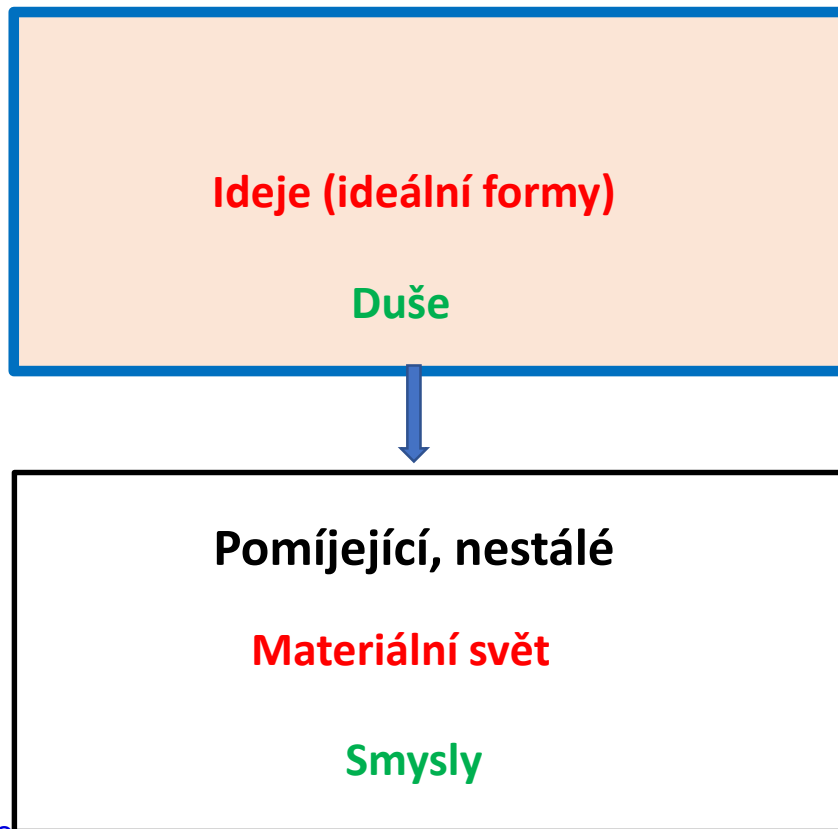 Ideje (ideální formy)
Duše
Pomíjející, nestálé
Materiální svět
Smysly